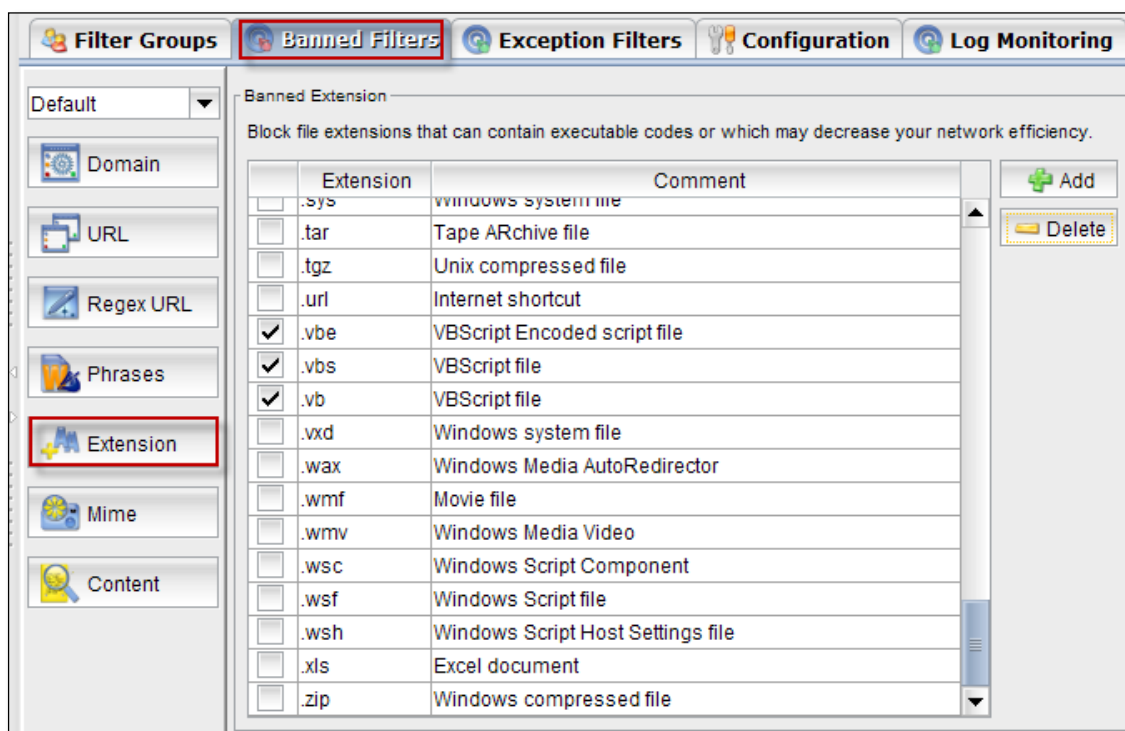 Filter Groups Banned Filters Exception Filters Configuration Log Monitoring
Default
Domain
URL
Regex URL
Phrases
Extension
Mime
Content
Banned Extension
Block file extensions that can contain executable codes or which may decrease your network efficiency.
Extension Comment
.sys Windows system file
.tar Tape ARchive file
.tgz Unix compressed file
.url Internet shortcut
.vbe VBScript Encoded script file
.vbs VBScript file
.vb VBScript file
.vxd Windows system file
.wax Windows Media AutoRedirector
.wmf Movie file
.wmv Windows Media Video
.wsc Windows Script Component
.wsf Windows Script file
.wsh Windows Script Host Settings file
.xls Excel document
.zip Windows compressed file
Add
Delete